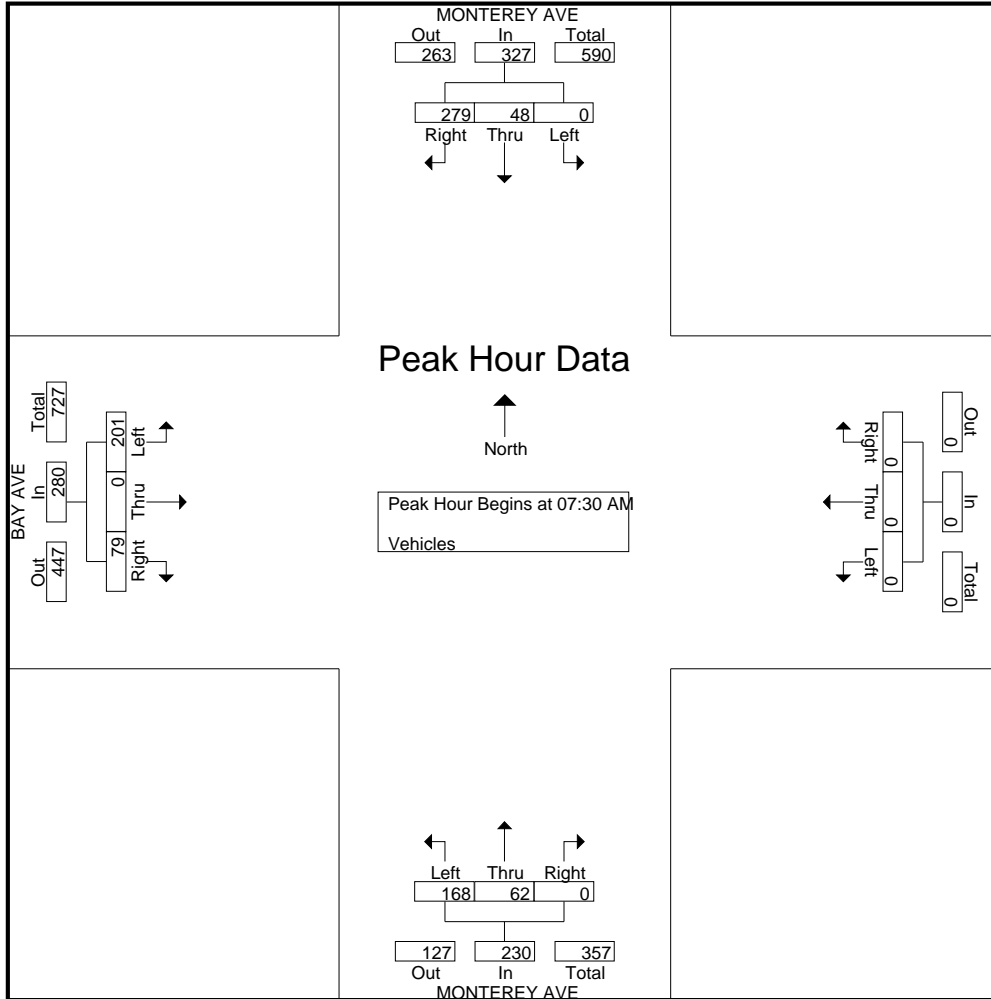 MONTEREY AVE
Out In Total
263 327 590
279 48 0
Right Thru Left
Peak Hour Data
North
Peak Hour Begins at 07:30 AM
Vehicles
BAY AVE
Total In Out
727 280 447
201 0 79
Left Thru Right
Out In Total
0 0 0
Right Thru Left
0 0 0
Left Thru Right
168 62 0
127 230 357
Out In Total
MONTEREY AVE